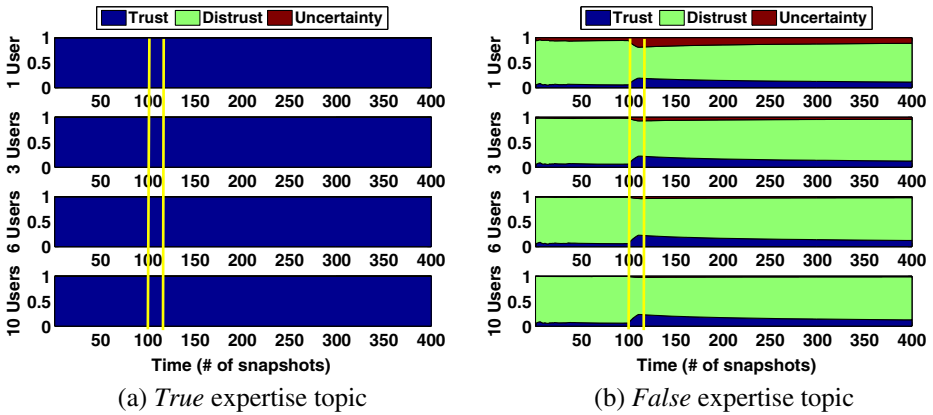 Trust Distrust Uncertainty
1 User
1
0.5
0
50 100 150 200 250 300 350 400
3 Users
1
0.5
0
50 100 150 200 250 300 350 400
6 Users
1
0.5
0
50 100 150 200 250 300 350 400
10 Users
1
0.5
0
50 100 150 200 250 300 350 400
Time (# of snapshots)
(a) True expertise topic
Trust Distrust Uncertainty
1 User
1
0.5
0
50 100 150 200 250 300 350 400
3 Users
1
0.5
0
50 100 150 200 250 300 350 400
6 Users
1
0.5
0
50 100 150 200 250 300 350 400
10 Users
1
0.5
0
50 100 150 200 250 300 350 400
Time (# of snapshots)
(b) False expertise topic